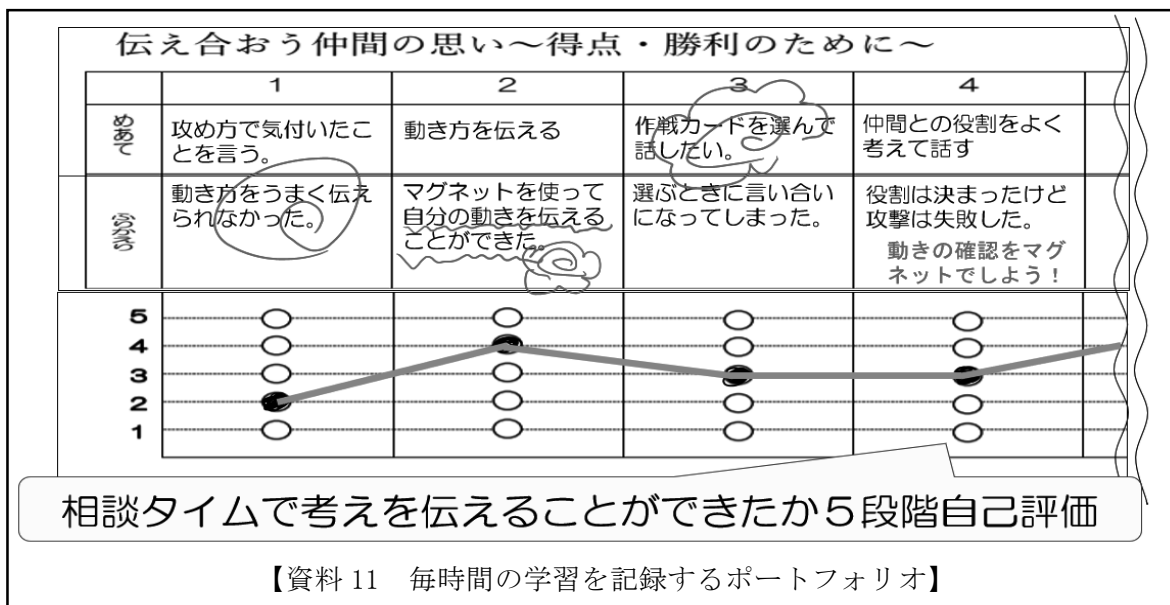 伝え合おう仲間の思い～得点・勝利のために～
1 2 3 4
めあて
攻め方で気付いたこ
とを言う。
動き方を伝える
作戦カードを選んで
話したい。
仲間との役割をよく
考えて話す
ふりかえり
動き方をうまく伝え
られなかった。
マグネットを使って
自分の動きを伝える
ことができた。
選ぶときに言い合い
になってしまった。
役割は決まったけど
攻撃は失敗した。
動きの確認をマグ
ネットでしよう！
5
4
3
2
1
相談タイムで考えを伝えることができたか５段階自己評価
【資料 11　毎時間の学習を記録するポートフォリオ】